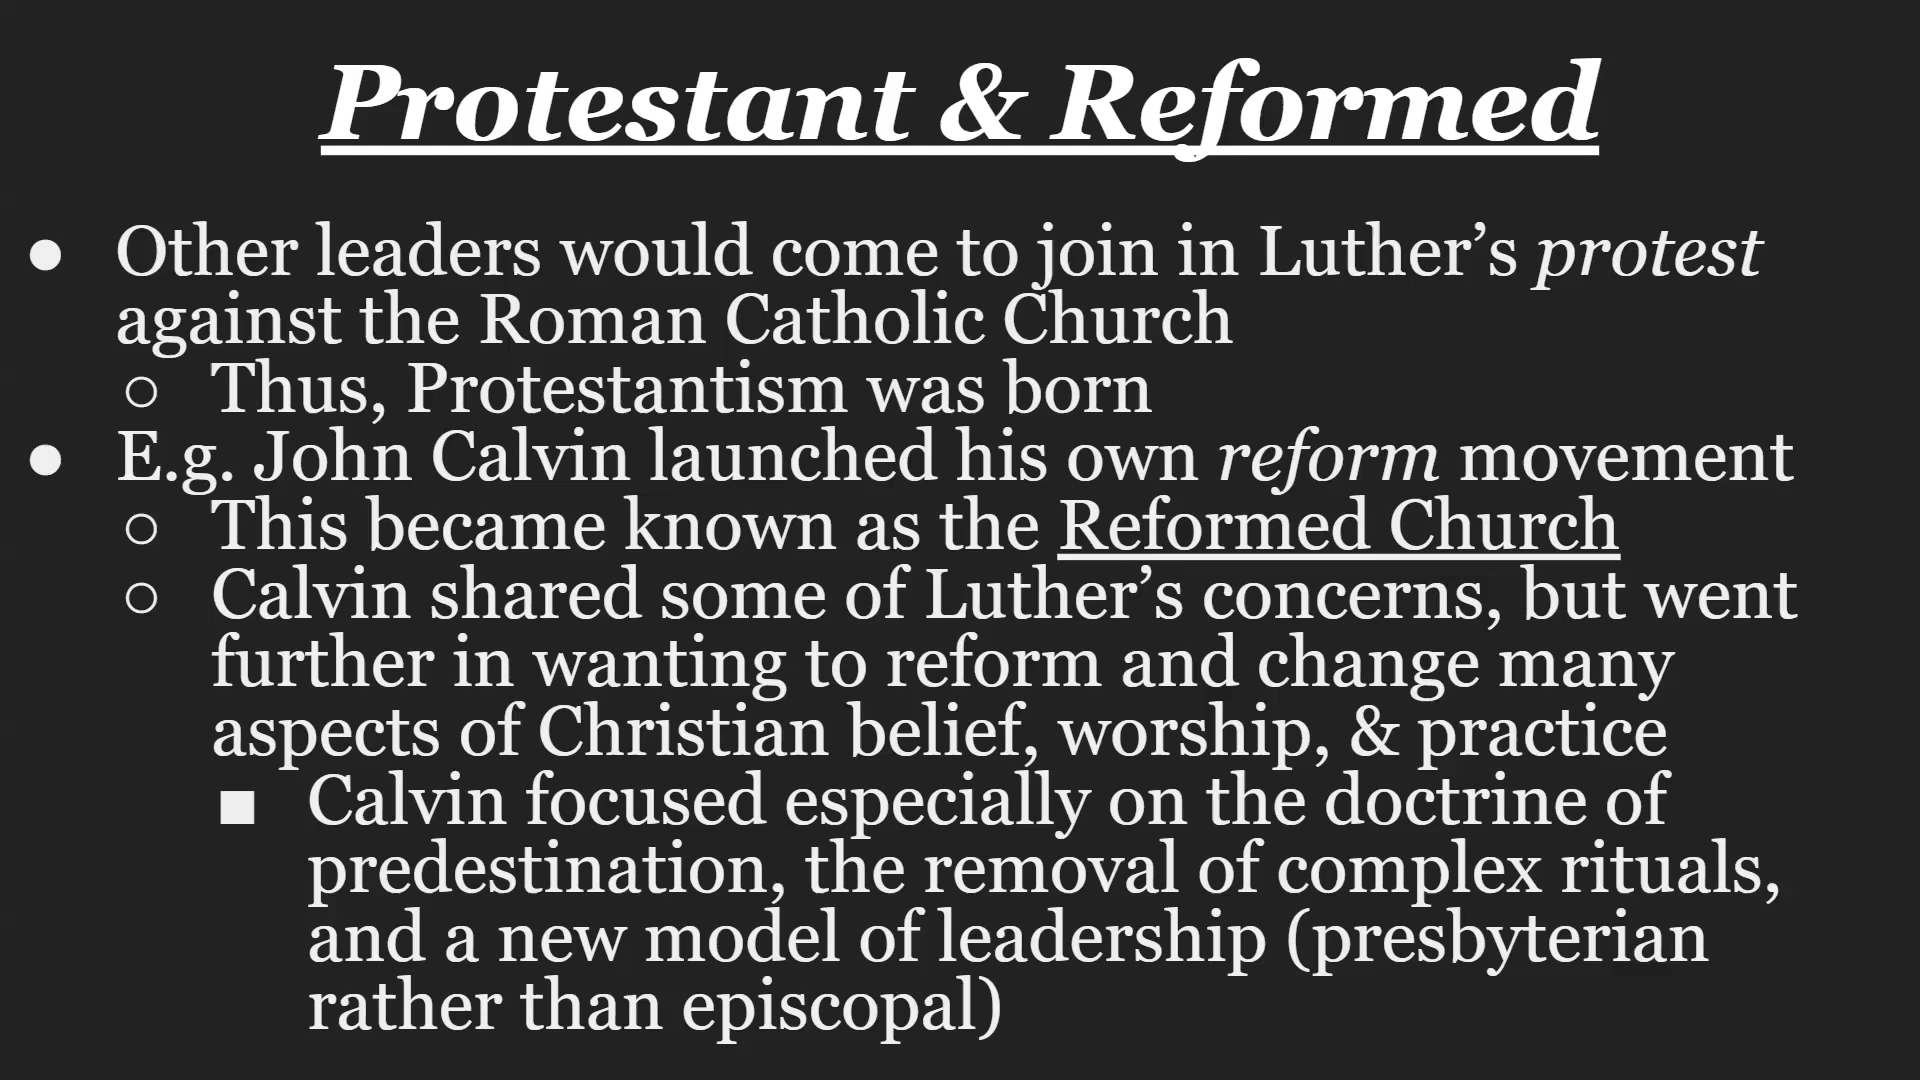 Protestant & Reformed
● Other leaders would come to join in Luther’s protest
against the Roman Catholic Church
○ Thus, Protestantism was born
● E.g. John Calvin launched his own reform movement
○ This became known as the Reformed Church
○ Calvin shared some of Luther’s concerns, but went
further in wanting to reform and change many
aspects of Christian belief, worship, & practice
■ Calvin focused especially on the doctrine of
predestination, the removal of complex rituals,
and a new model of leadership (presbyterian
rather than episcopal)